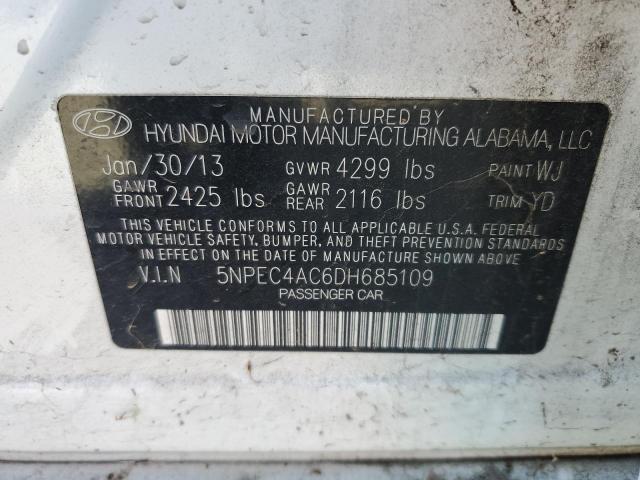 MANUFACTURED BY
HYUNDAI MOTOR MANUFACTURING ALABAMA, LLC
Jan/30/13 GVWR 4299 lbs PAINT WJ
GAWR FRONT 2425 lbs GAWR REAR 2116 lbs TRIM YD
THIS VEHICLE CONFORMS TO ALL APPLICABLE U.S.A. FEDERAL
MOTOR VEHICLE SAFETY, BUMPER, AND THEFT PREVENTION STANDARDS
IN EFFECT ON THE DATE OF MANUFACTURE SHOWN ABOVE.
V.I.N 5NPEC4AC6DH685109
PASSENGER CAR